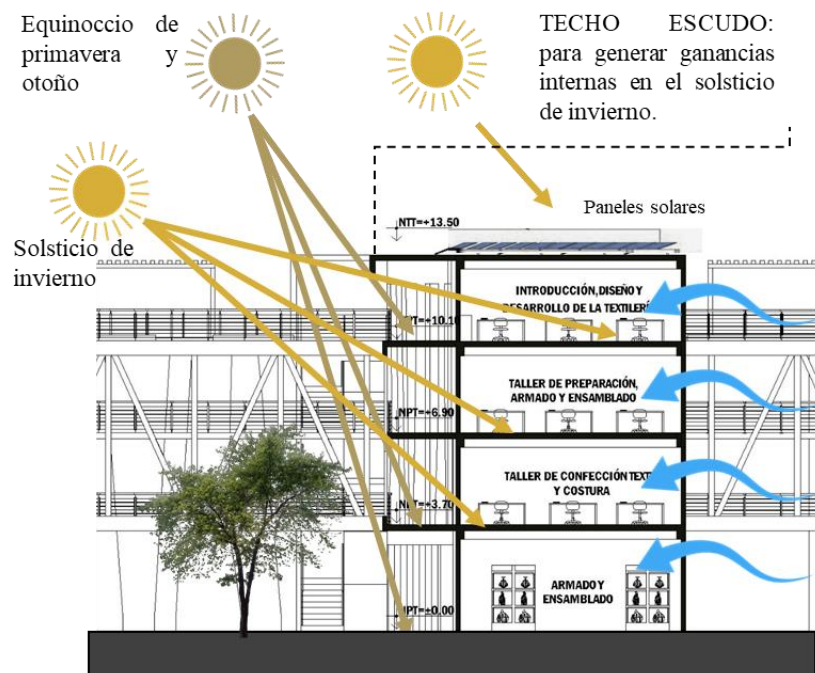 Equinoccio de
primavera y
otoño
TECHO ESCUDO:
para generar ganancias
internas en el solsticio
de invierno.
Paneles solares
NTT=+13.50
Solsticio de
invierno
INTRODUCCIÓN, DISEÑO Y
DESARROLLO DE LA TEXTILERÍ
NPT=+10.10
TALLER DE PREPARACIÓN,
ARMADO Y ENSAMBLADO
NPT=+6.90
TALLER DE CONFECCIÓN TEXT
Y COSTURA
NPT=+3.70
ARMADO Y
ENSAMBLADO
NPT=±0.00